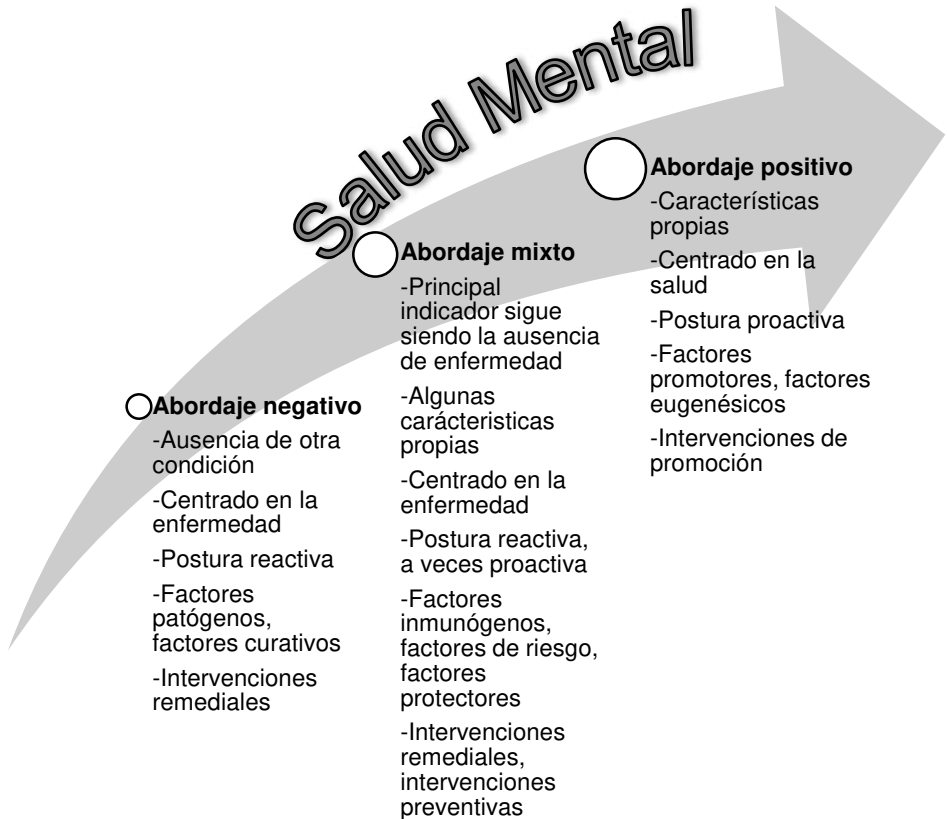 Salud Mental
Abordaje positivo
-Características
propias
-Centrado en la
salud
-Postura proactiva
-Factores
promotores, factores
eugenésicos
-Intervenciones de
promoción
Abordaje mixto
-Principal
indicador sigue
siendo la ausencia
de enfermedad
-Algunas
carácteristicas
propias
-Centrado en la
enfermedad
-Postura reactiva,
a veces proactiva
-Factores
inmunógenos,
factores de riesgo,
factores
protectores
-Intervenciones
remediales,
intervenciones
preventivas
Abordaje negativo
-Ausencia de otra
condición
-Centrado en la
enfermedad
-Postura reactiva
-Factores
patógenos,
factores curativos
-Intervenciones
remediales